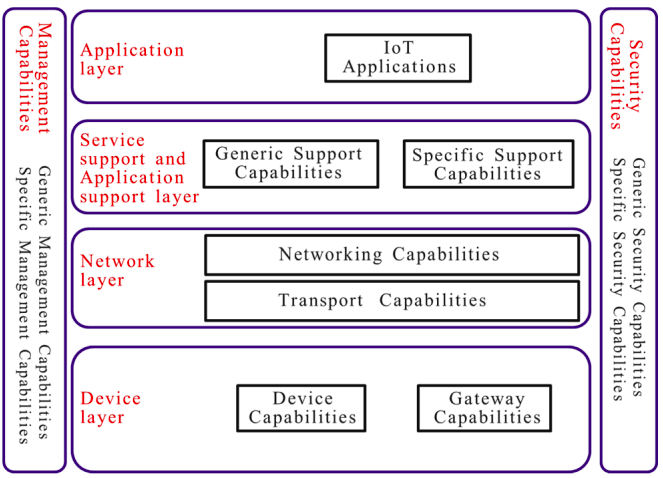 Management
Capabilities
Generic Management Capabilities
Specific Management Capabilities
Application
layer
IoT
Applications
Service
support and
Application
support layer
Generic Support
Capabilities
Specific Support
Capabilities
Network
layer
Networking Capabilities
Transport Capabilities
Device
layer
Device
Capabilities
Gateway
Capabilities
Security
Capabilities
Generic Security Capabilities
Specific Security Capabilities